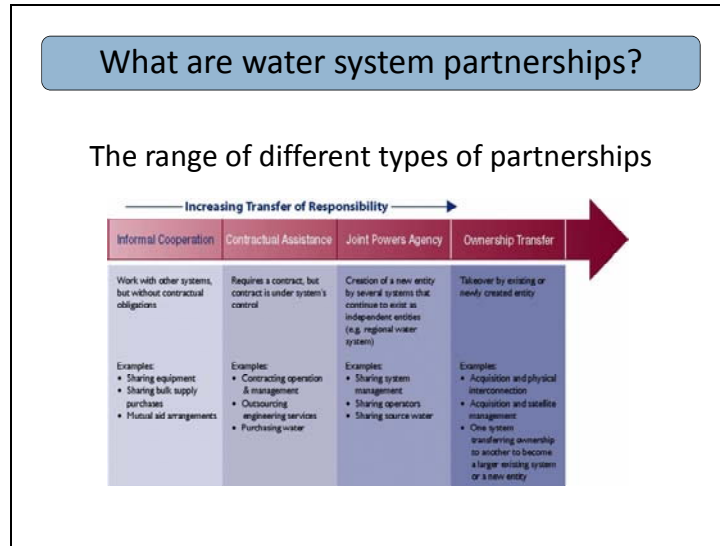 What are water system partnerships?
The range of different types of partnerships
Increasing Transfer of Responsibility
Informal Cooperation
Contractual Assistance
Joint Powers Agency
Ownership Transfer
Work with other systems,
but without contractual
obligations
Examples:
• Sharing equipment
• Sharing bulk supply
purchases
• Mutual aid arrangements
Requires a contract, but
contract is under system's
control
Examples:
• Contracting operation
& management
• Outsourcing
engineering services
• Purchasing water
Creation of a new entity
by several systems that
continue to exist as
independent entities
(e.g. regional water
system)
Examples:
• Sharing system
management
• Sharing operators
• Sharing source water
Takeover by existing or
newly created entity
Examples:
• Acquisition and physical
interconnection
• Acquisition and satellite
management
• One system
transferring ownership
to another to become
a larger existing system
or a new entity